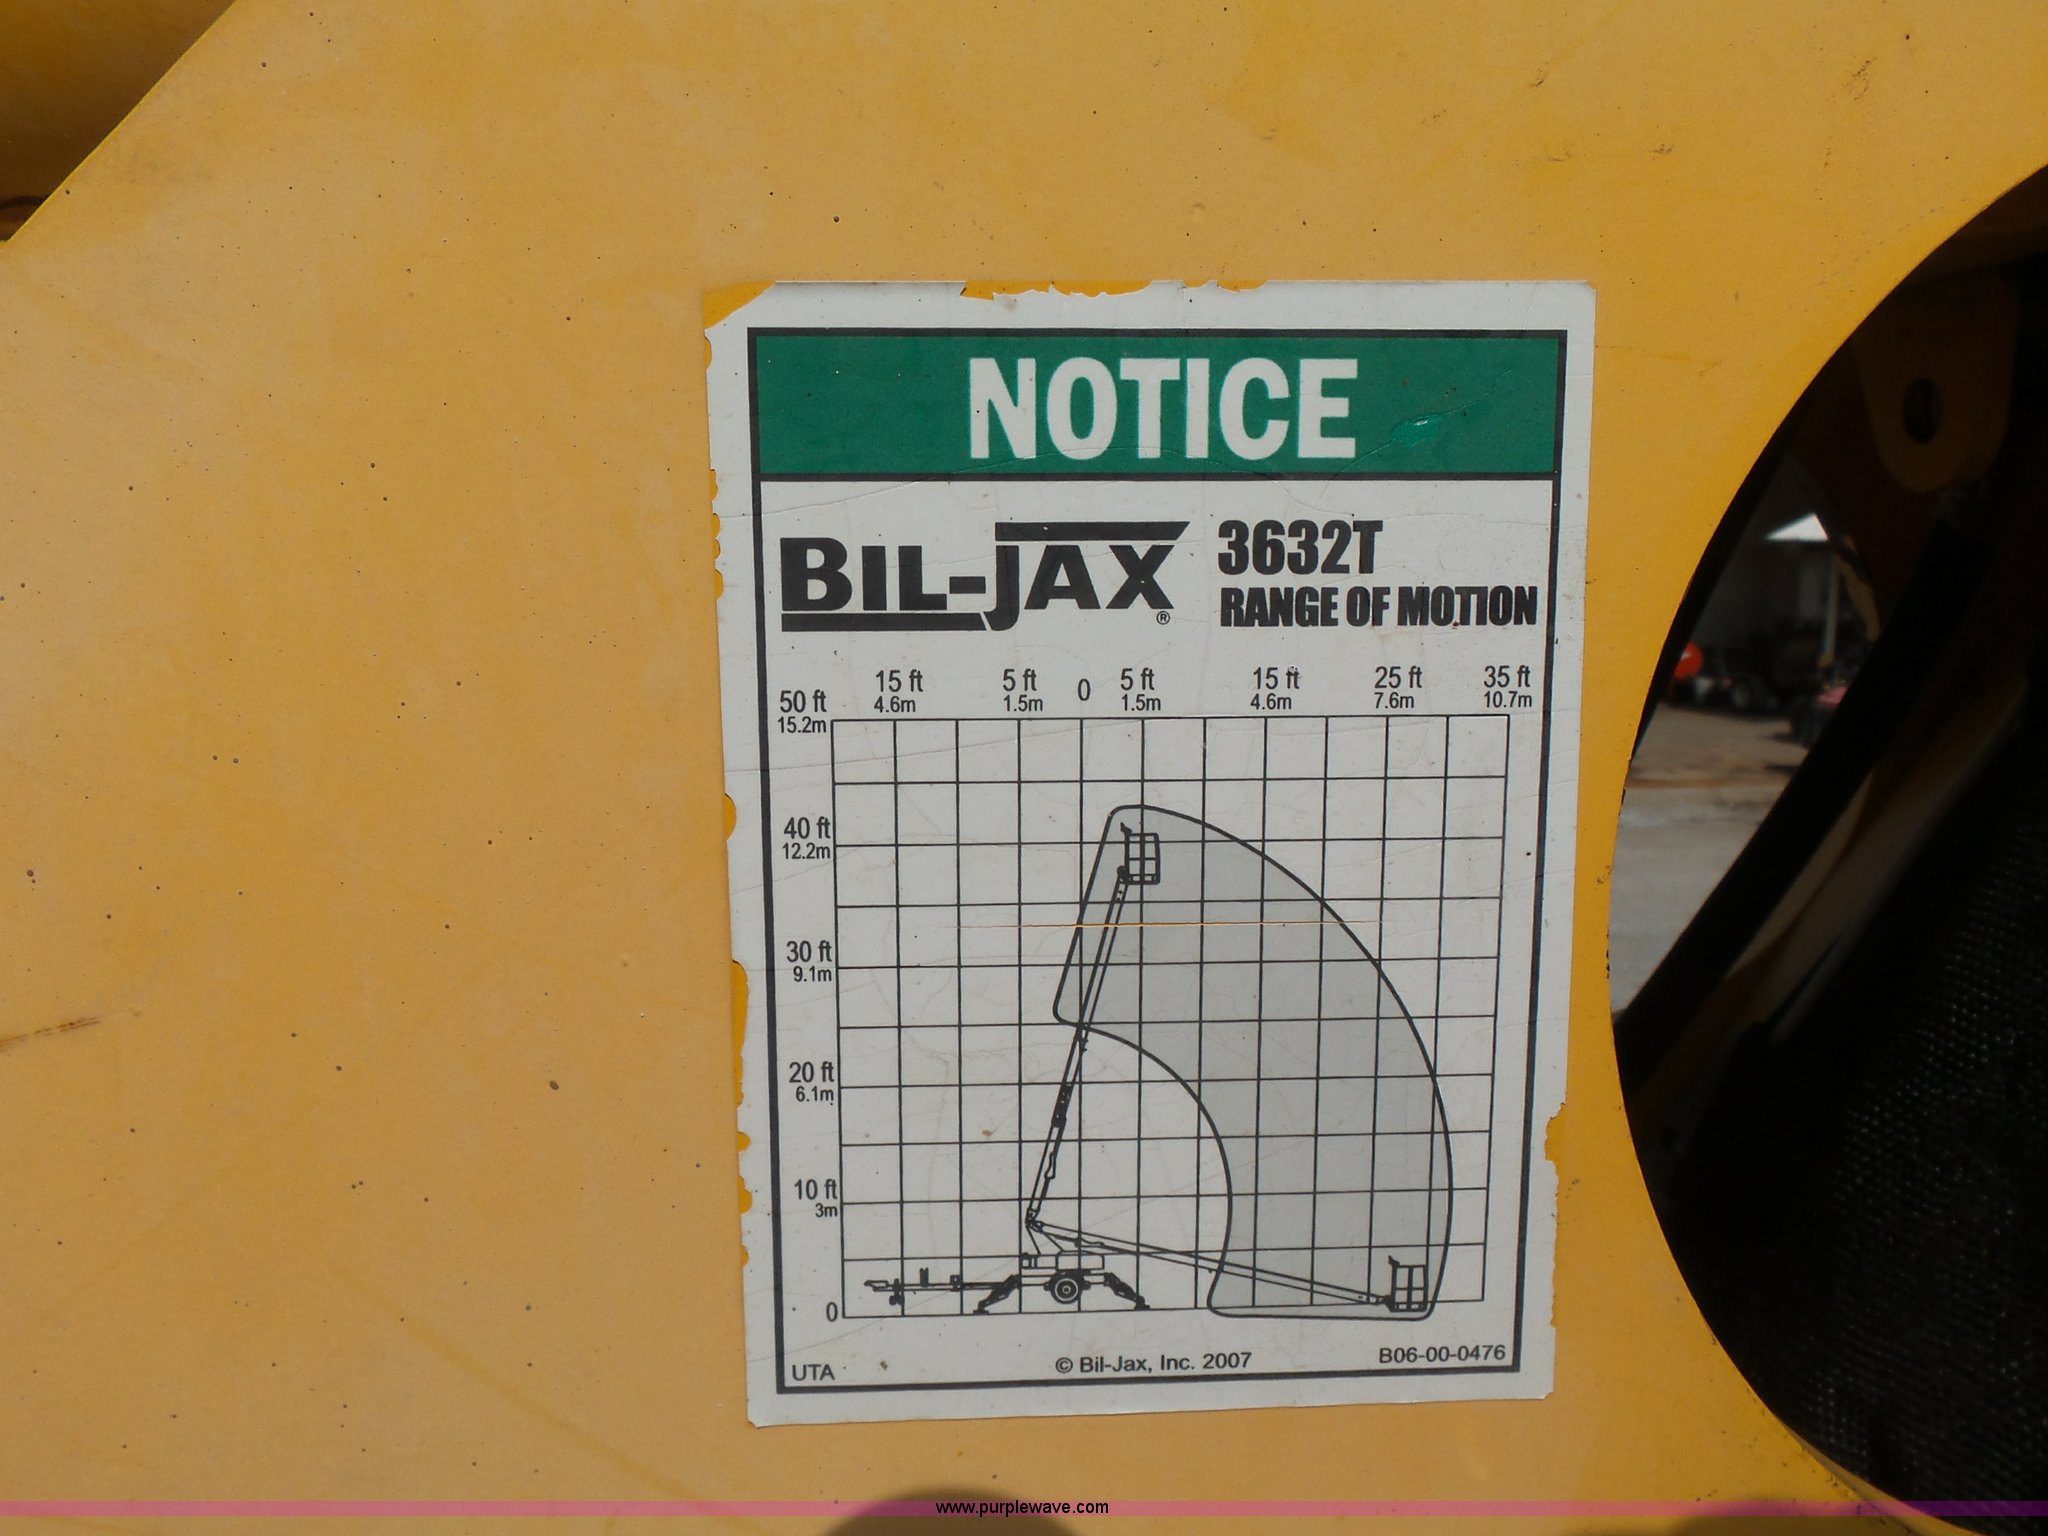 NOTICE
BIL-JAX®
3632T
RANGE OF MOTION
15 ft 5 ft 0 5 ft 15 ft 25 ft 35 ft
4.6m 1.5m 1.5m 4.6m 7.6m 10.7m
50 ft
15.2m
40 ft
12.2m
30 ft
9.1m
20 ft
6.1m
10 ft
3m
0
UTA
© Bil-Jax, Inc. 2007
B06-00-0476
www.purplewave.com